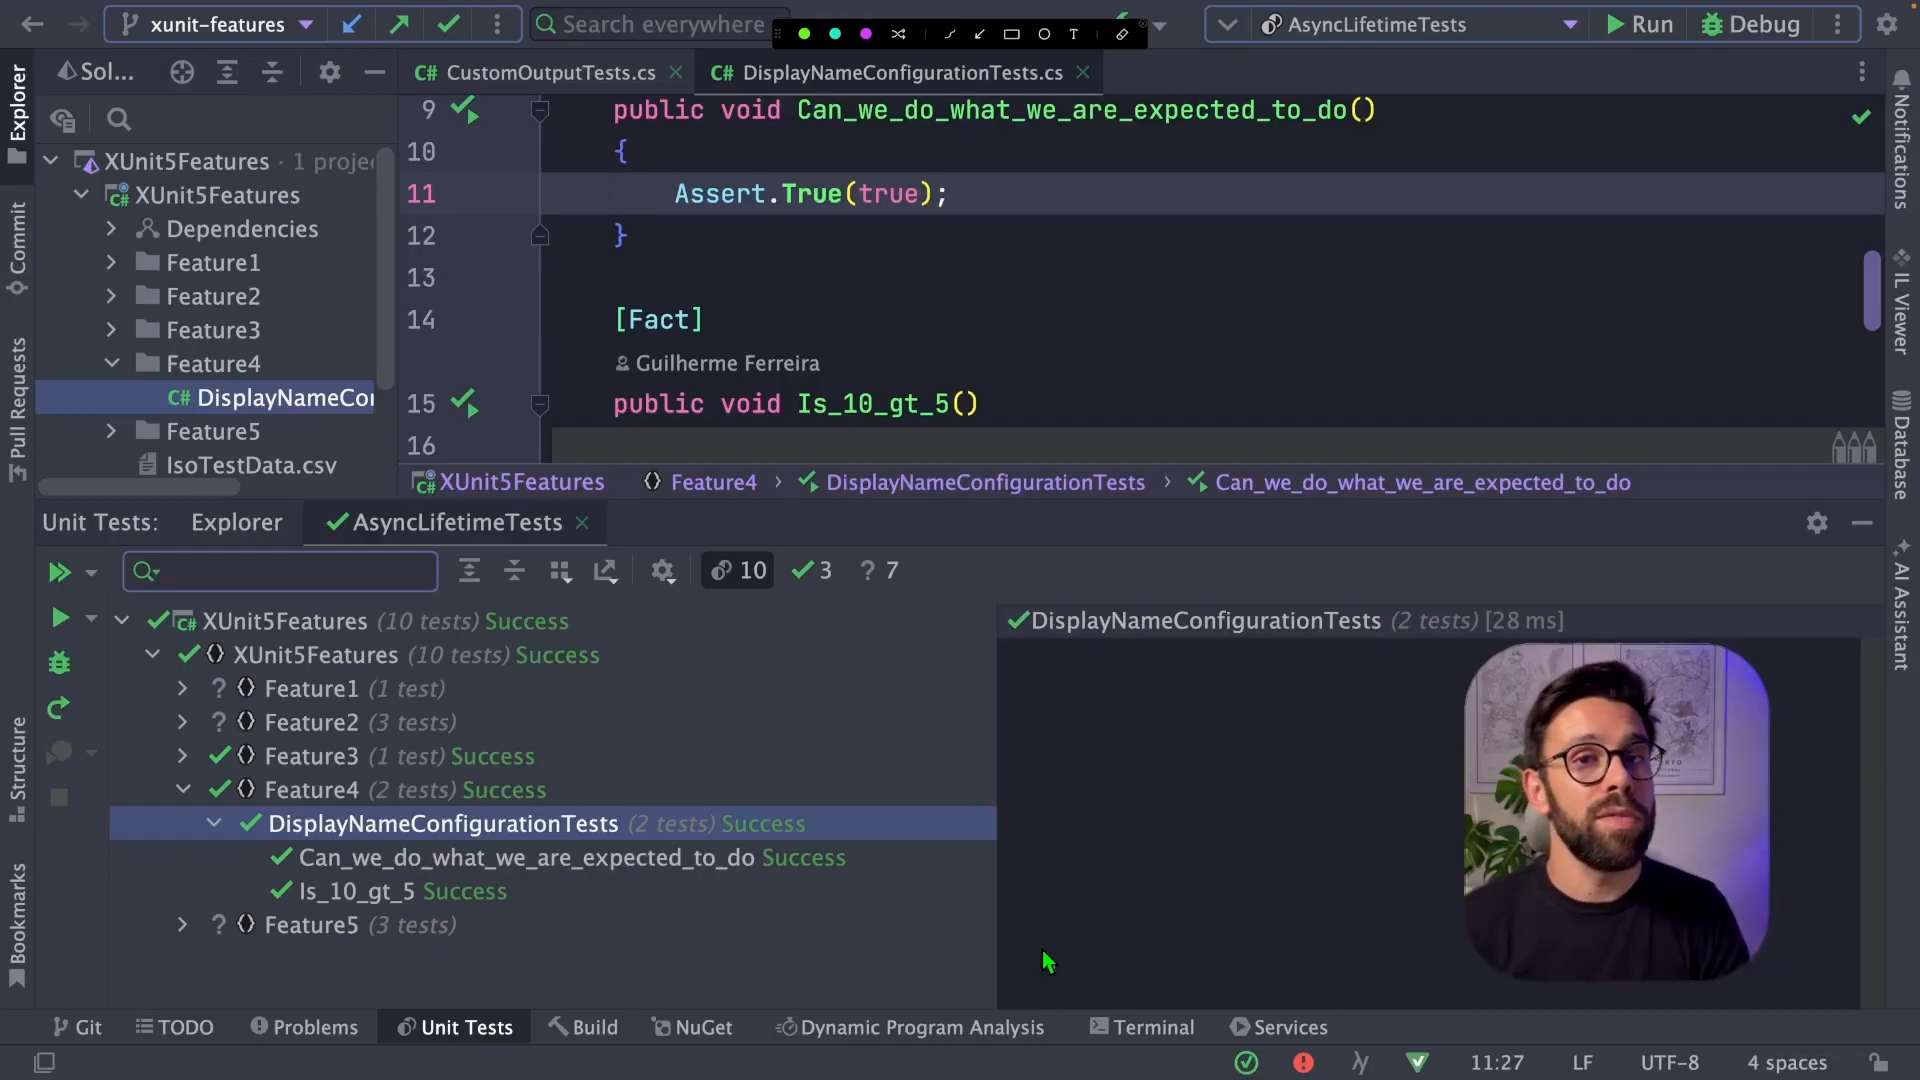 xunit-features
Search everywhere
T
AsyncLifetimeTests
Run
Debug
Explorer
Commit
Pull Requests
Structure
Bookmarks
Sol...
XUnit5Features · 1 proje
XUnit5Features
Dependencies
Feature1
Feature2
Feature3
Feature4
C# DisplayNameCo
Feature5
IsoTestData.csv
C# CustomOutputTests.cs
C# DisplayNameConfigurationTests.cs
9 public void Can_we_do_what_we_are_expected_to_do()
10 {
11 Assert.True(true);
12 }
13
14 [Fact]
Guilherme Ferreira
15 public void Is_10_gt_5()
16
XUnit5Features Feature4 › DisplayNameConfigurationTests › Can_we_do_what_we_are_expected_to_do
Notifications
IL Viewer
Database
AI Assistant
Unit Tests: Explorer AsyncLifetimeTests
10 3 ? 7
XUnit5Features (10 tests) Success
XUnit5Features (10 tests) Success
? Feature1 (1 test)
? Feature2 (3 tests)
Feature3 (1 test) Success
Feature4 (2 tests) Success
DisplayNameConfigurationTests (2 tests) Success
Can_we_do_what_we_are_expected_to_do Success
Is_10_gt_5 Success
? Feature5 (3 tests)
DisplayNameConfigurationTests (2 tests) [28 ms]
Git TODO Problems Unit Tests Build NuGet Dynamic Program Analysis Terminal Services
11:27 LF UTF-8 4 spaces